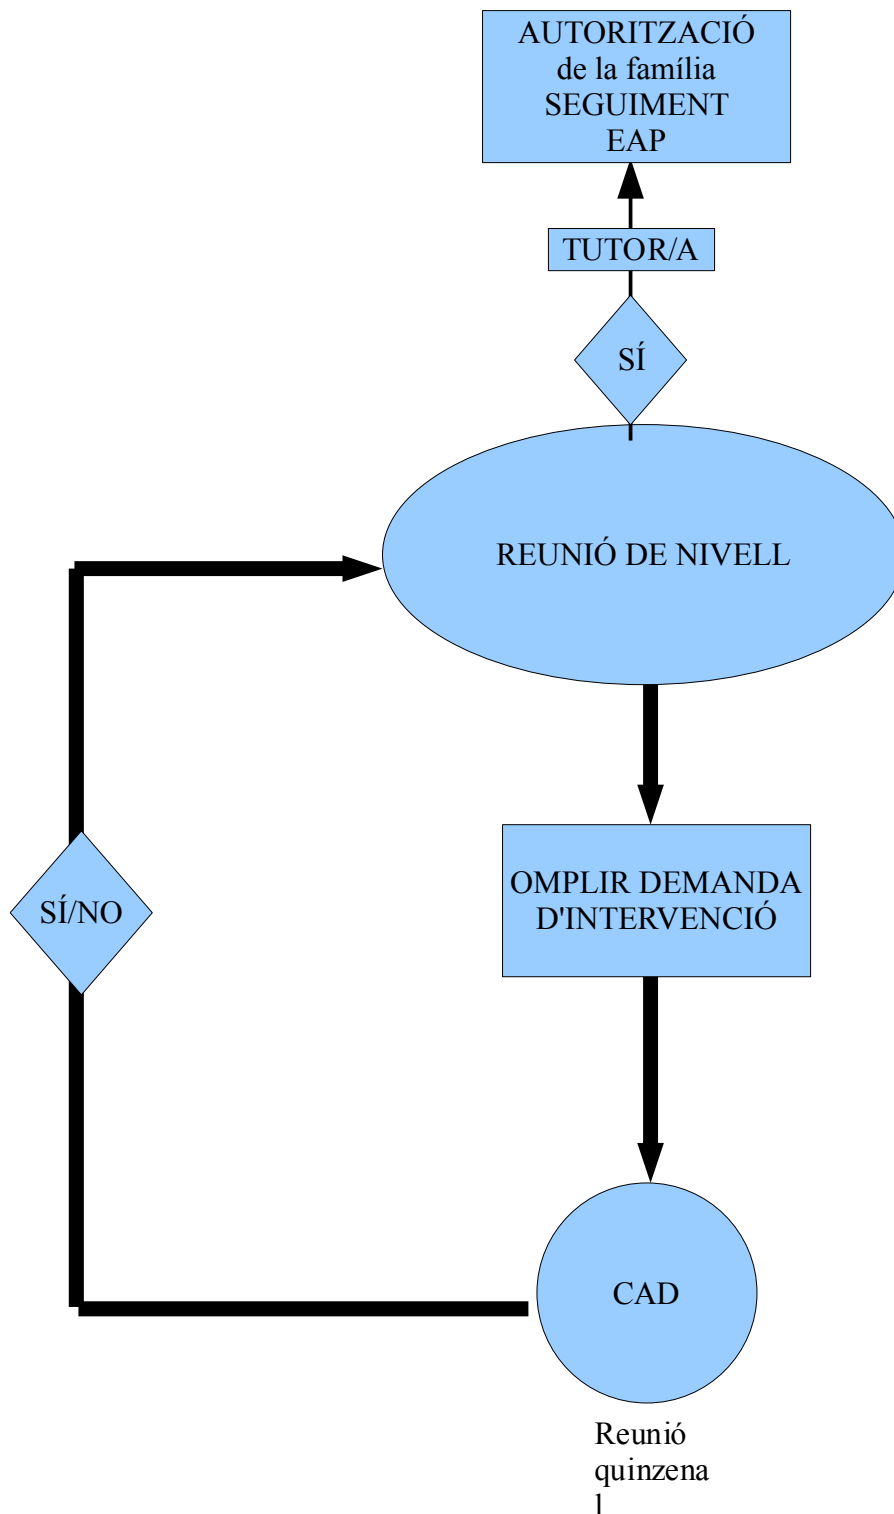 AUTORITZACIÓ
de la família
SEGUIMENT
EAP
TUTOR/A
SÍ
REUNIÓ DE NIVELL
OMPLIR DEMANDA
D'INTERVENCIÓ
SÍ/NO
CAD
Reunió
quinzena
l